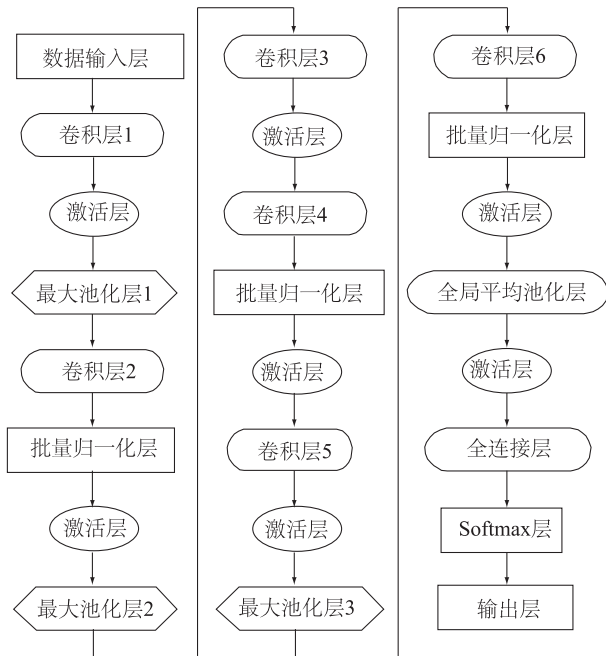 数据输入层
卷积层1
激活层
最大池化层1
卷积层2
批量归一化层
激活层
最大池化层2
卷积层3
激活层
卷积层4
批量归一化层
激活层
卷积层5
激活层
最大池化层3
卷积层6
批量归一化层
激活层
全局平均池化层
激活层
全连接层
Softmax层
输出层